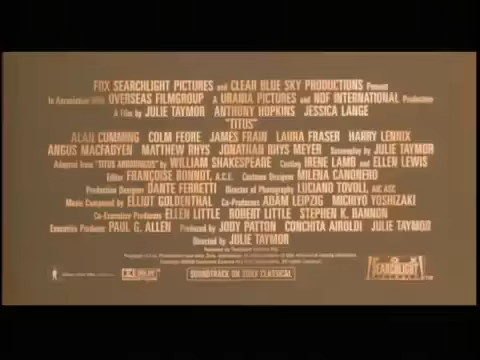 FOX SEARCHLIGHT PICTURES and CLEAR BLUE SKY PRODUCTIONS Present
In Association With OVERSEAS FILMGROUP A URANIA PICTURES and NDF INTERNATIONAL Production
A Film by JULIE TAYMOR ANTHONY HOPKINS JESSICA LANGE
"TITUS"
ALAN CUMMING COLM FEORE JAMES FRAIN LAURA FRASER HARRY LENNIX
ANGUS MACFADYEN MATTHEW RHYS JONATHAN RHYS MEYER Screenplay by JULIE TAYMOR
Adapted from "TITUS ANDRONICUS" by WILLIAM SHAKESPEARE Casting IRENE LAMB and ELLEN LEWIS
Editor FRANÇOISE BONNOT, A.C.E. Costume Designer MILENA CANONERO
Production Designer DANTE FERRETTI Director of Photography LUCIANO TOVOLI, AIC ASC
Music Composed by ELLIOT GOLDENTHAL Co-Producers ADAM LEIPZIG MICHIYO YOSHIZAKI
Co-Executive Producers ELLEN LITTLE ROBERT LITTLE STEPHEN K. BANNON
Executive Producer PAUL G. ALLEN Produced by JODY PATTON CONCHITA AIROLDI JULIE TAYMOR
Directed by JULIE TAYMOR
SOUNDTRACK ON SONY CLASSICAL
FOX
SEARCHLIGHT